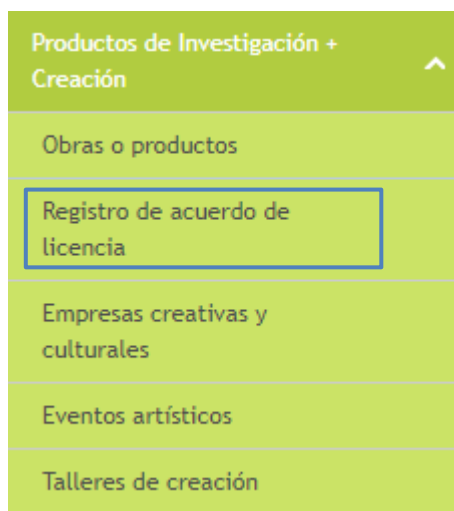 Productos de Investigación +
Creación
Obras o productos
Registro de acuerdo de
licencia
Empresas creativas y
culturales
Eventos artísticos
Talleres de creación